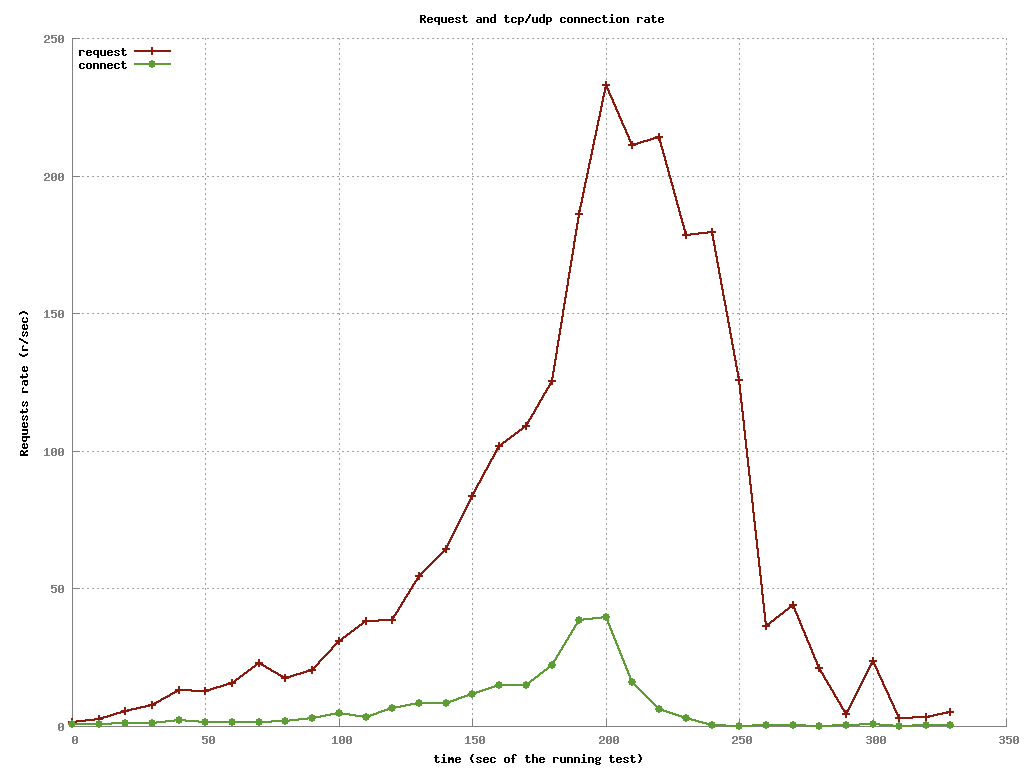 Request and tcp/udp connection rate
250
request
connect
200
150
Requests rate (r/sec)
100
50
0
0 50 100 150 200 250 300 350
time (sec of the running test)